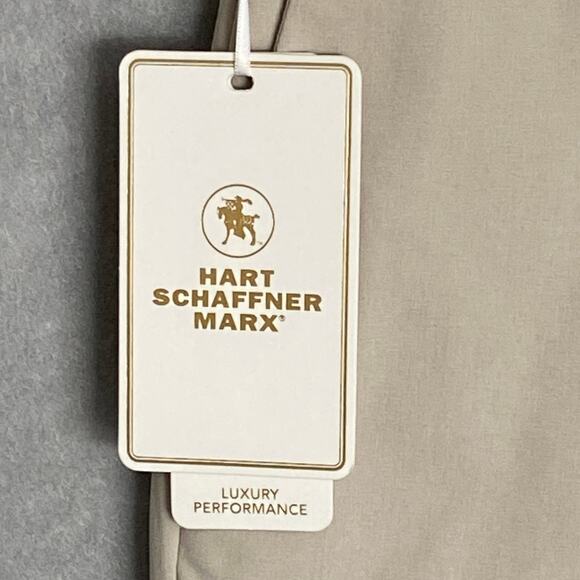 HART
SCHAFFNER
MARX®
LUXURY
PERFORMANCE